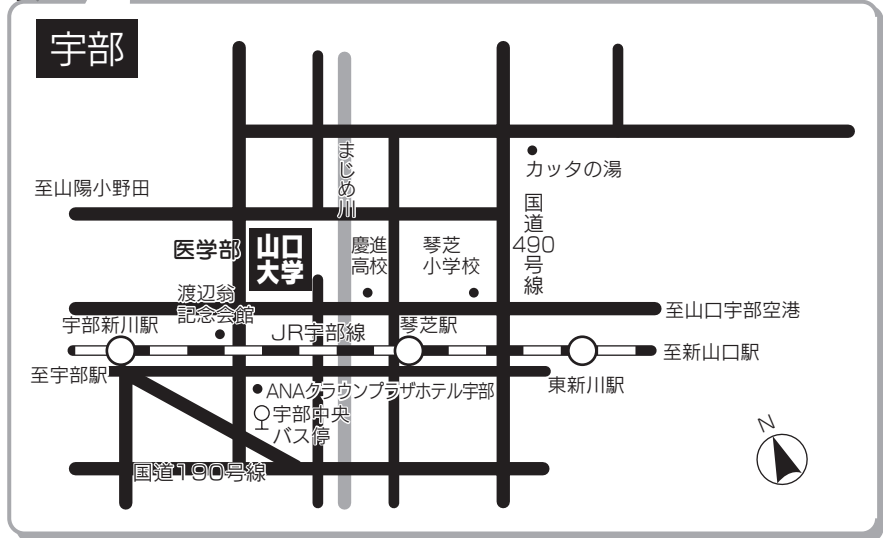 宇部
まじめ川
カッタの湯
至山陽小野田
国道490号線
医学部
山口
大学
慶進
高校
琴芝
小学校
渡辺翁
記念会館
至山口宇部空港
宇部新川駅
JR宇部線
琴芝駅
至新山口駅
至宇部駅
東新川駅
ANAクラウンプラザホテル宇部
宇部中央
バス停
国道190号線
N